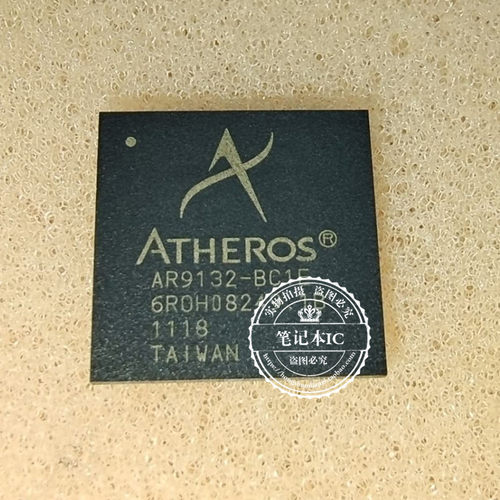 ATHEROS®
AR9132-BC1E
6R0H082
1118
TAIWAN
实物拍摄 盗图必究
笔记本IC
盗图必究